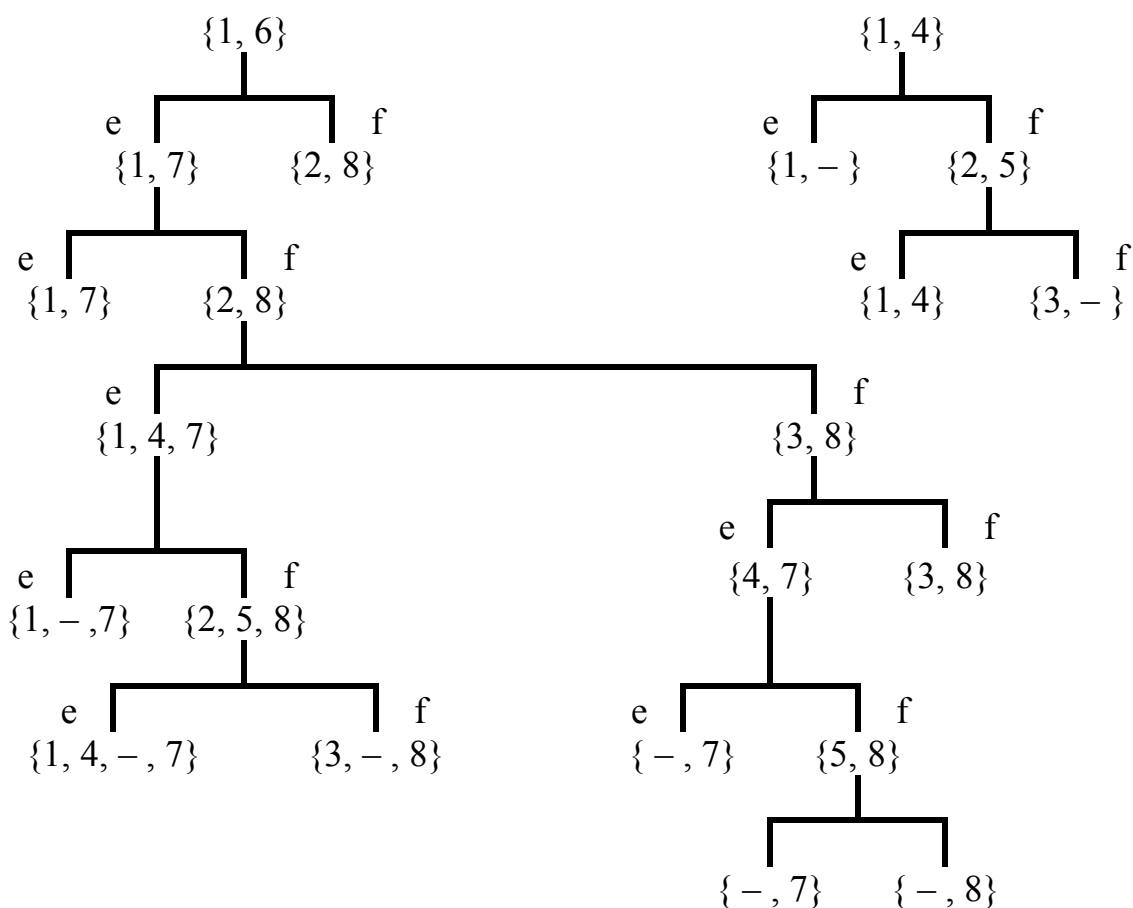 {1, 6} {1, 4}
e f e f
{1, 7} {2, 8} {1, – } {2, 5}
e f e f
{1, 7} {2, 8} {1, 4} {3, – }
e f
{1, 4, 7} {3, 8}
e f
e f {4, 7} {3, 8}
{1, – ,7} {2, 5, 8}
e f e f
{1, 4, – , 7} {3, – , 8} { – , 7} {5, 8}
{ – , 7} { – , 8}